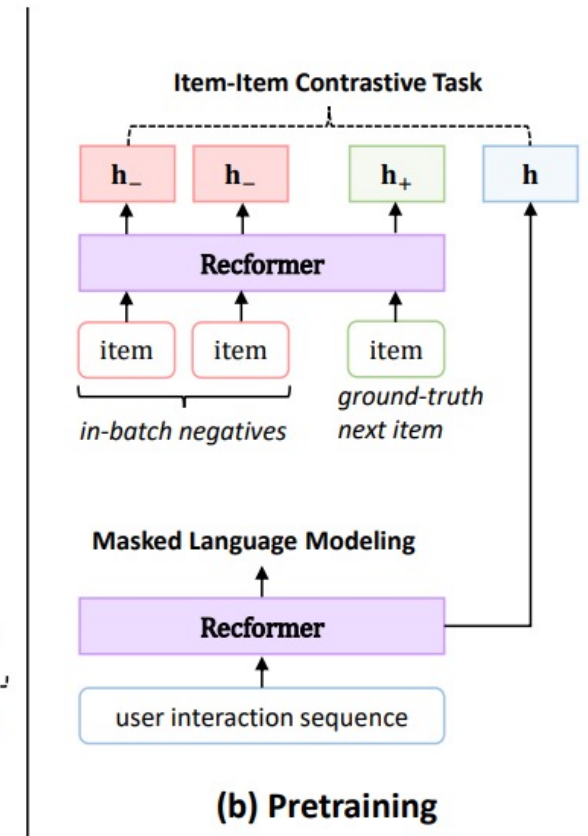 Item-Item Contrastive Task
h₋ h₋ h₊ h
Recformer
item item item
in-batch negatives
ground-truth
next item
Masked Language Modeling
Recformer
user interaction sequence
(b) Pretraining